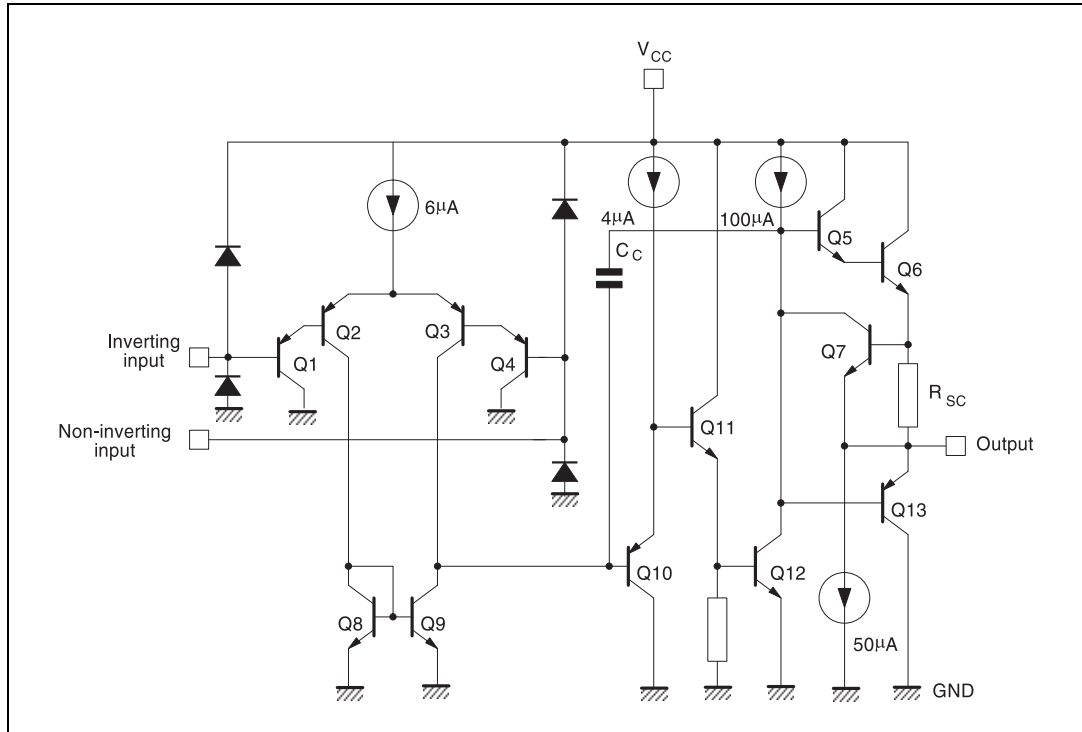 VCC
6μA
4μA
100μA
CC
Q5
Q6
Q2
Q3
Inverting
input
Q1
Q4
Q7
RSC
Non-inverting
input
Q11
Output
Q13
Q10
Q12
Q8
Q9
50μA
GND